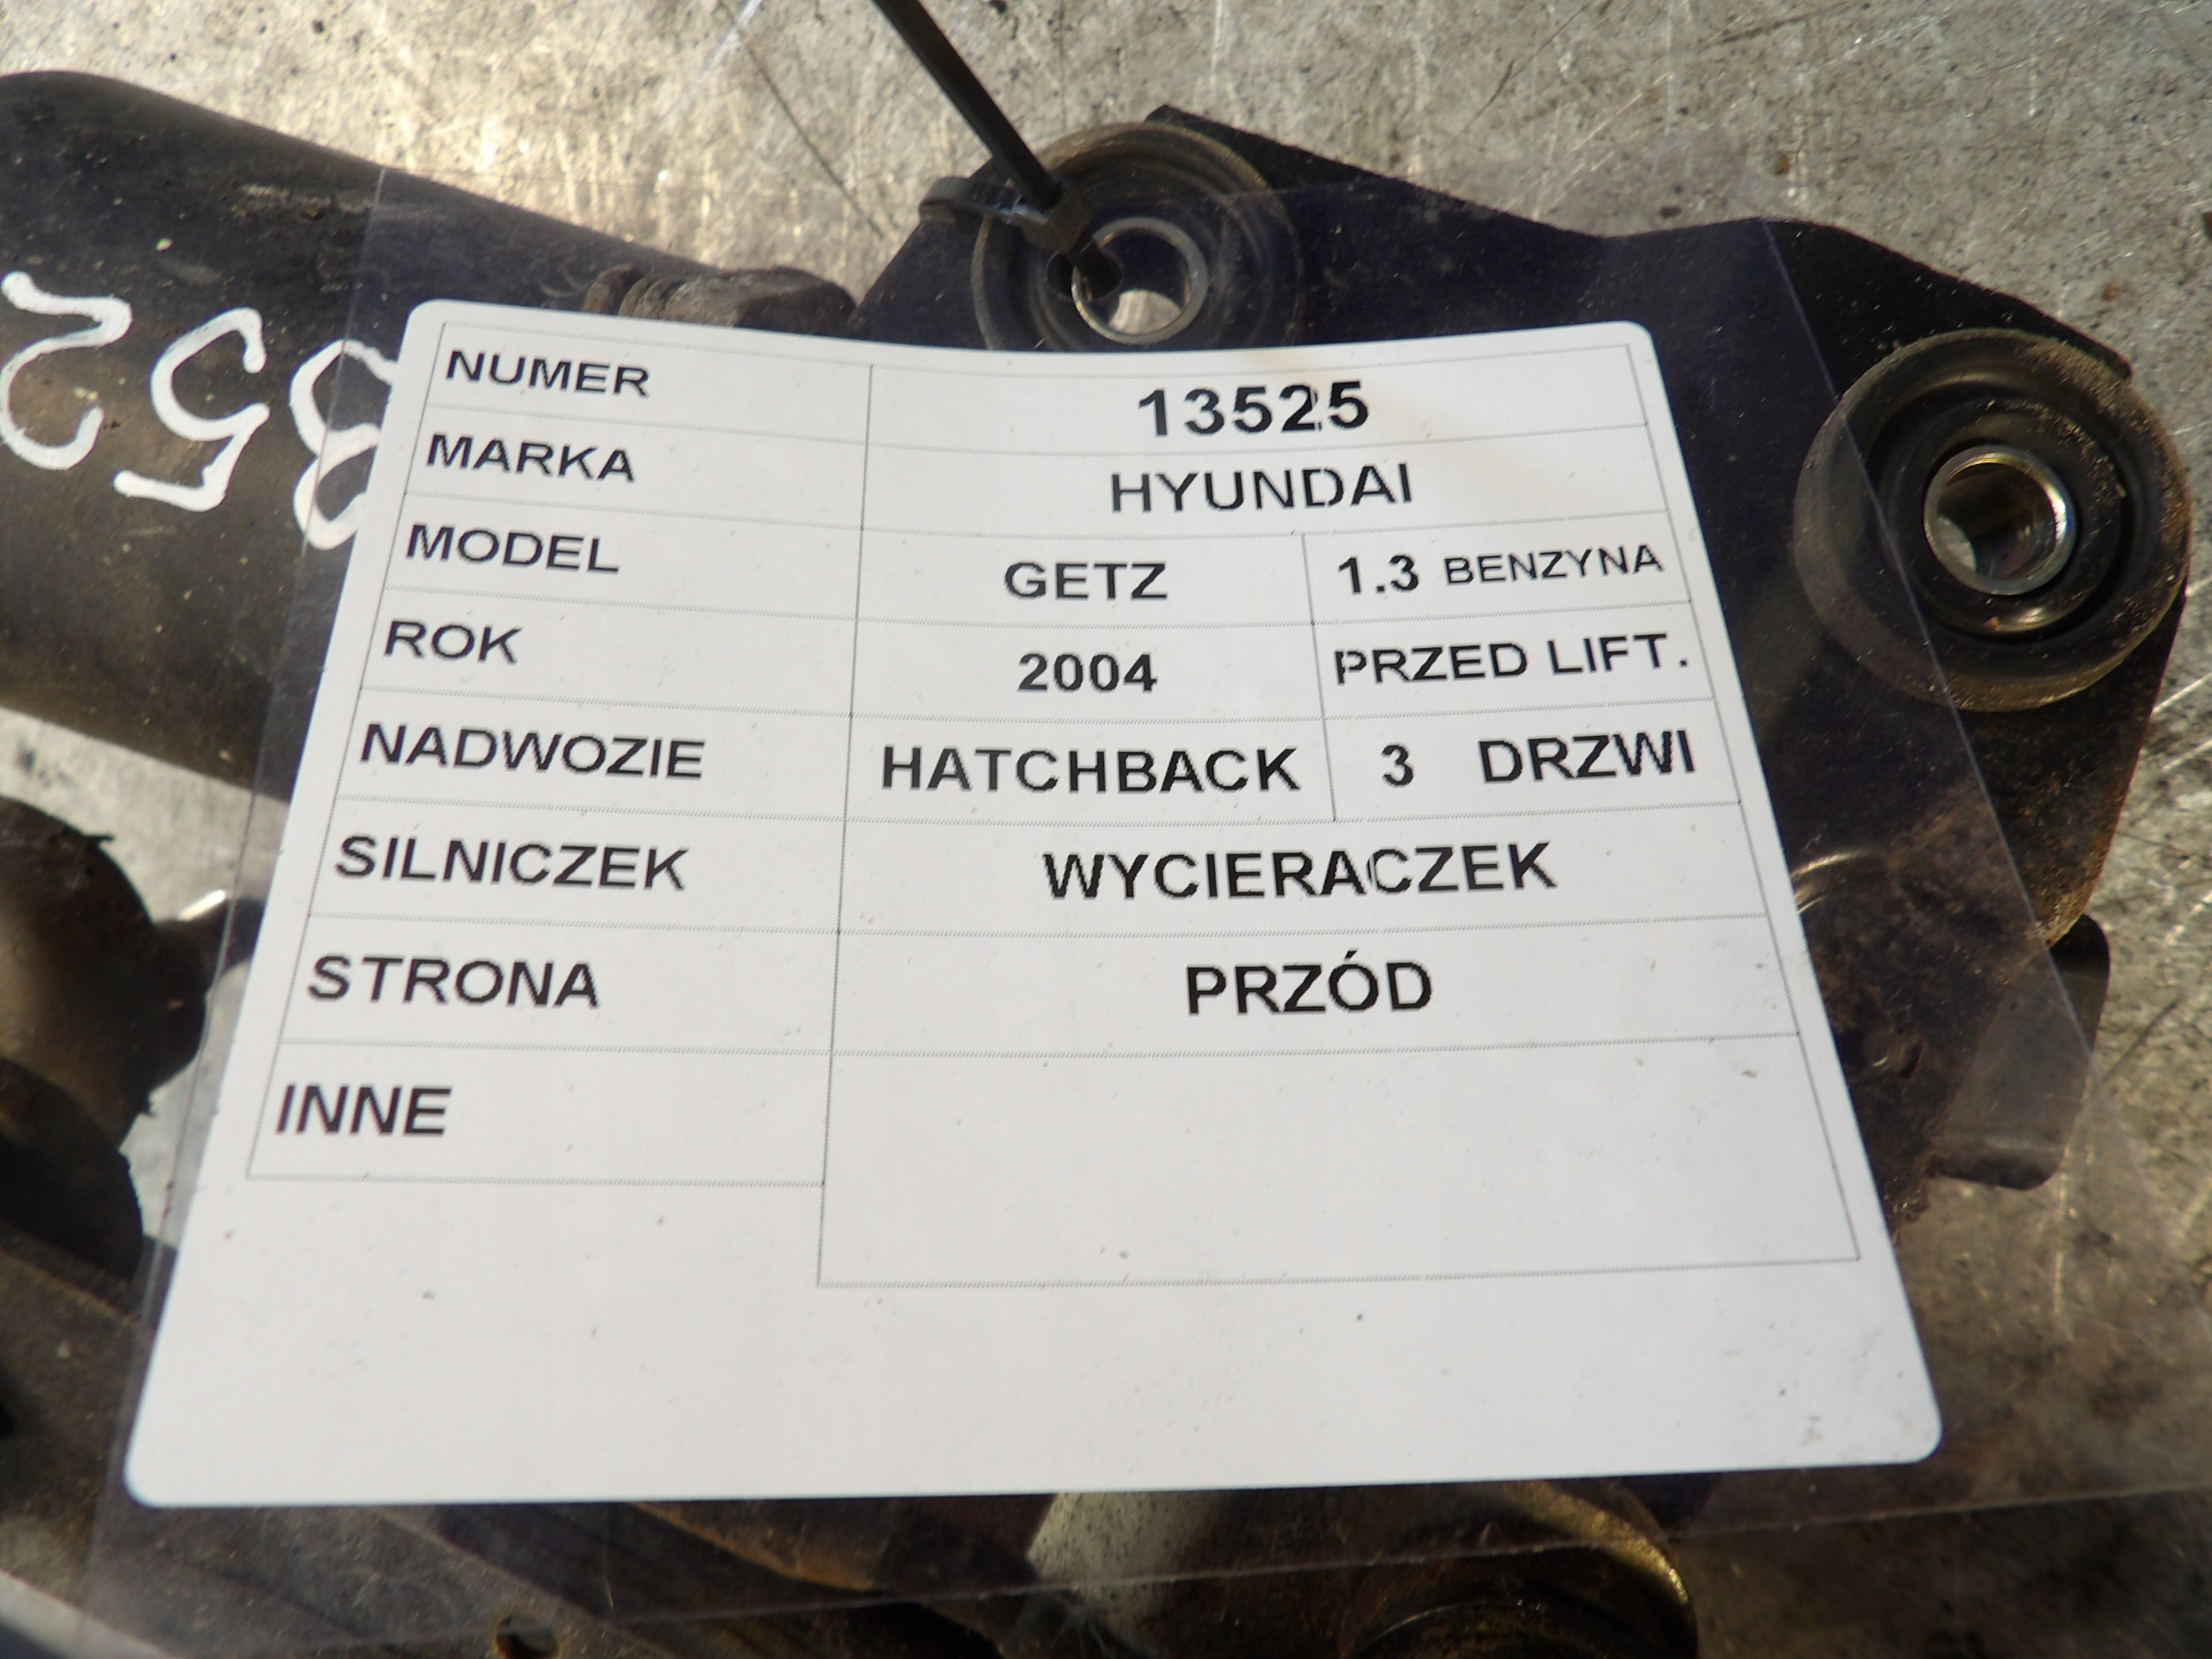 NUMER 13525
MARKA HYUNDAI
MODEL GETZ 1.3 BENZYNA
ROK 2004 PRZED LIFT.
NADWOZIE HATCHBACK 3 DRZWI
SILNICZEK WYCIERACZEK
STRONA PRZÓD
INNE